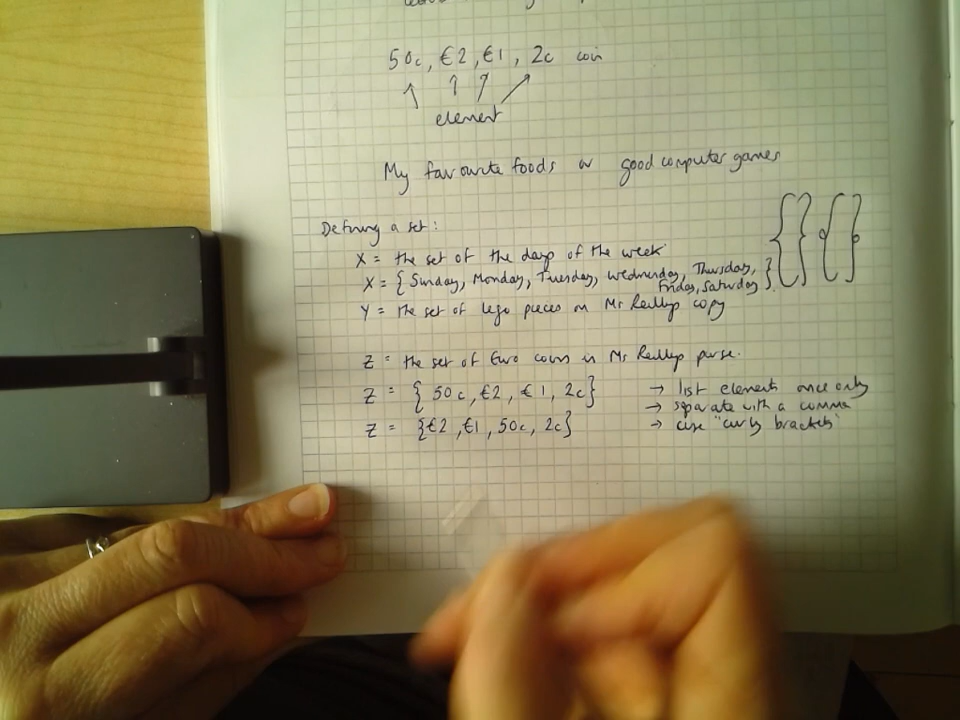 50c, €2, €1, 2c coin
element
My favourite foods or good computer games
Defining a set:
X = the set of the days of the week
X = {Sunday, Monday, Tuesday, Wednesday, Thursday,
Friday, Saturday}
{ } { }
Y = the set of lego pieces on Mr Reillys copy
Z = the set of Euro coins in Ms Reillys purse.
Z = {50c, €2, €1, 2c} → list elements once only
→ separate with a comma
Z = {€2, €1, 50c, 2c} → use "curly brackets"